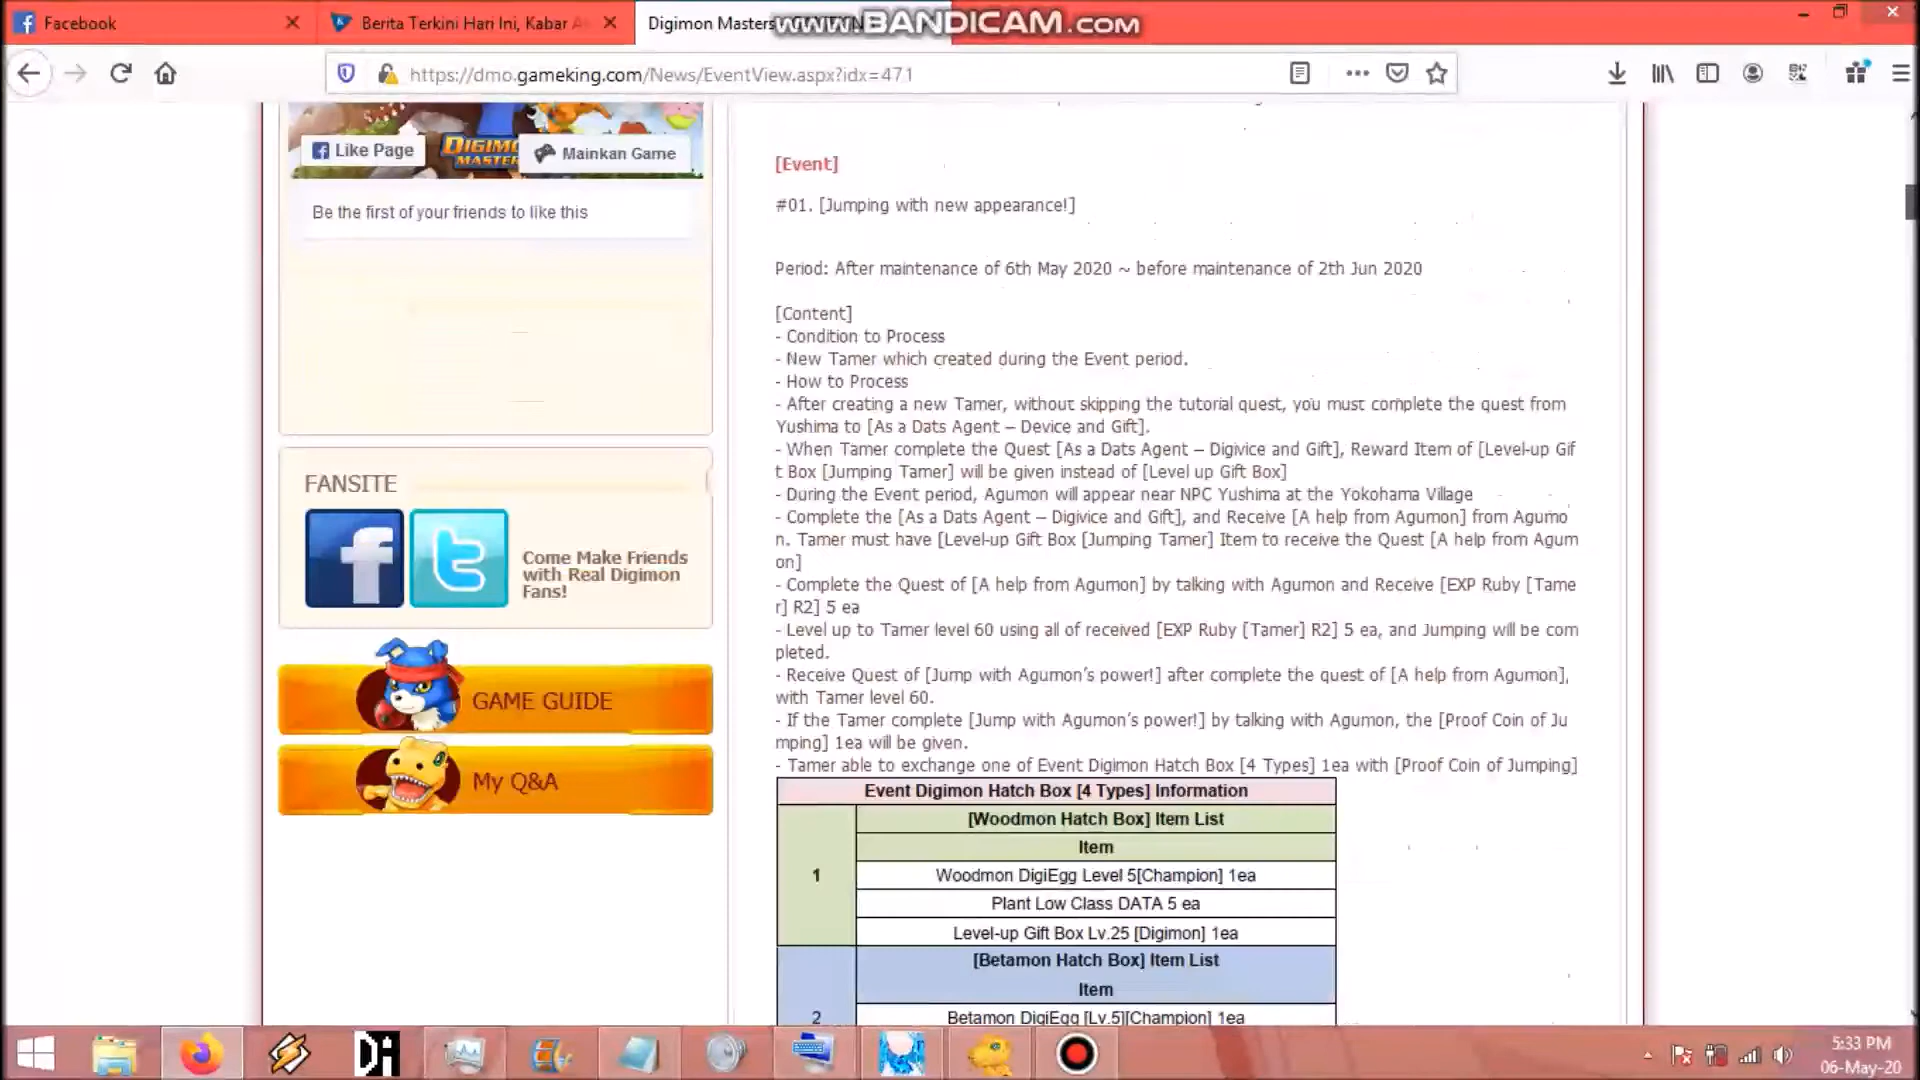 Facebook
Berita Terkini Hari Ini, Kabar A
Digimon Masters
www.BANDICAM.com
https://dmo.gameking.com/News/EventView.aspx?idx=471
Like Page
Mainkan Game
Be the first of your friends to like this
FANSITE
Come Make Friends
with Real Digimon
Fans!
GAME GUIDE
My Q&A
[Event]
#01. [Jumping with new appearance!]
Period: After maintenance of 6th May 2020 ~ before maintenance of 2th Jun 2020
[Content]
- Condition to Process
- New Tamer which created during the Event period.
- How to Process
- After creating a new Tamer, without skipping the tutorial quest, you must complete the quest from
Yushima to [As a Dats Agent – Device and Gift].
- When Tamer complete the Quest [As a Dats Agent – Digivice and Gift], Reward Item of [Level-up Gif
t Box [Jumping Tamer] will be given instead of [Level up Gift Box]
- During the Event period, Agumon will appear near NPC Yushima at the Yokohama Village
- Complete the [As a Dats Agent – Digivice and Gift], and Receive [A help from Agumon] from Agumo
n. Tamer must have [Level-up Gift Box [Jumping Tamer] Item to receive the Quest [A help from Agum
on]
- Complete the Quest of [A help from Agumon] by talking with Agumon and Receive [EXP Ruby [Tame
r] R2] 5 ea
- Level up to Tamer level 60 using all of received [EXP Ruby [Tamer] R2] 5 ea, and Jumping will be com
pleted.
- Receive Quest of [Jump with Agumon’s power!] after complete the quest of [A help from Agumon],
with Tamer level 60.
- If the Tamer complete [Jump with Agumon’s power!] by talking with Agumon, the [Proof Coin of Ju
mping] 1ea will be given.
- Tamer able to exchange one of Event Digimon Hatch Box [4 Types] 1ea with [Proof Coin of Jumping]
Event Digimon Hatch Box [4 Types] Information
[Woodmon Hatch Box] Item List
Item
1
Woodmon DigiEgg Level 5[Champion] 1ea
Plant Low Class DATA 5 ea
Level-up Gift Box Lv.25 [Digimon] 1ea
[Betamon Hatch Box] Item List
Item
2
Betamon DigiEgg [Lv.5][Champion] 1ea
5:33 PM
06-May-20